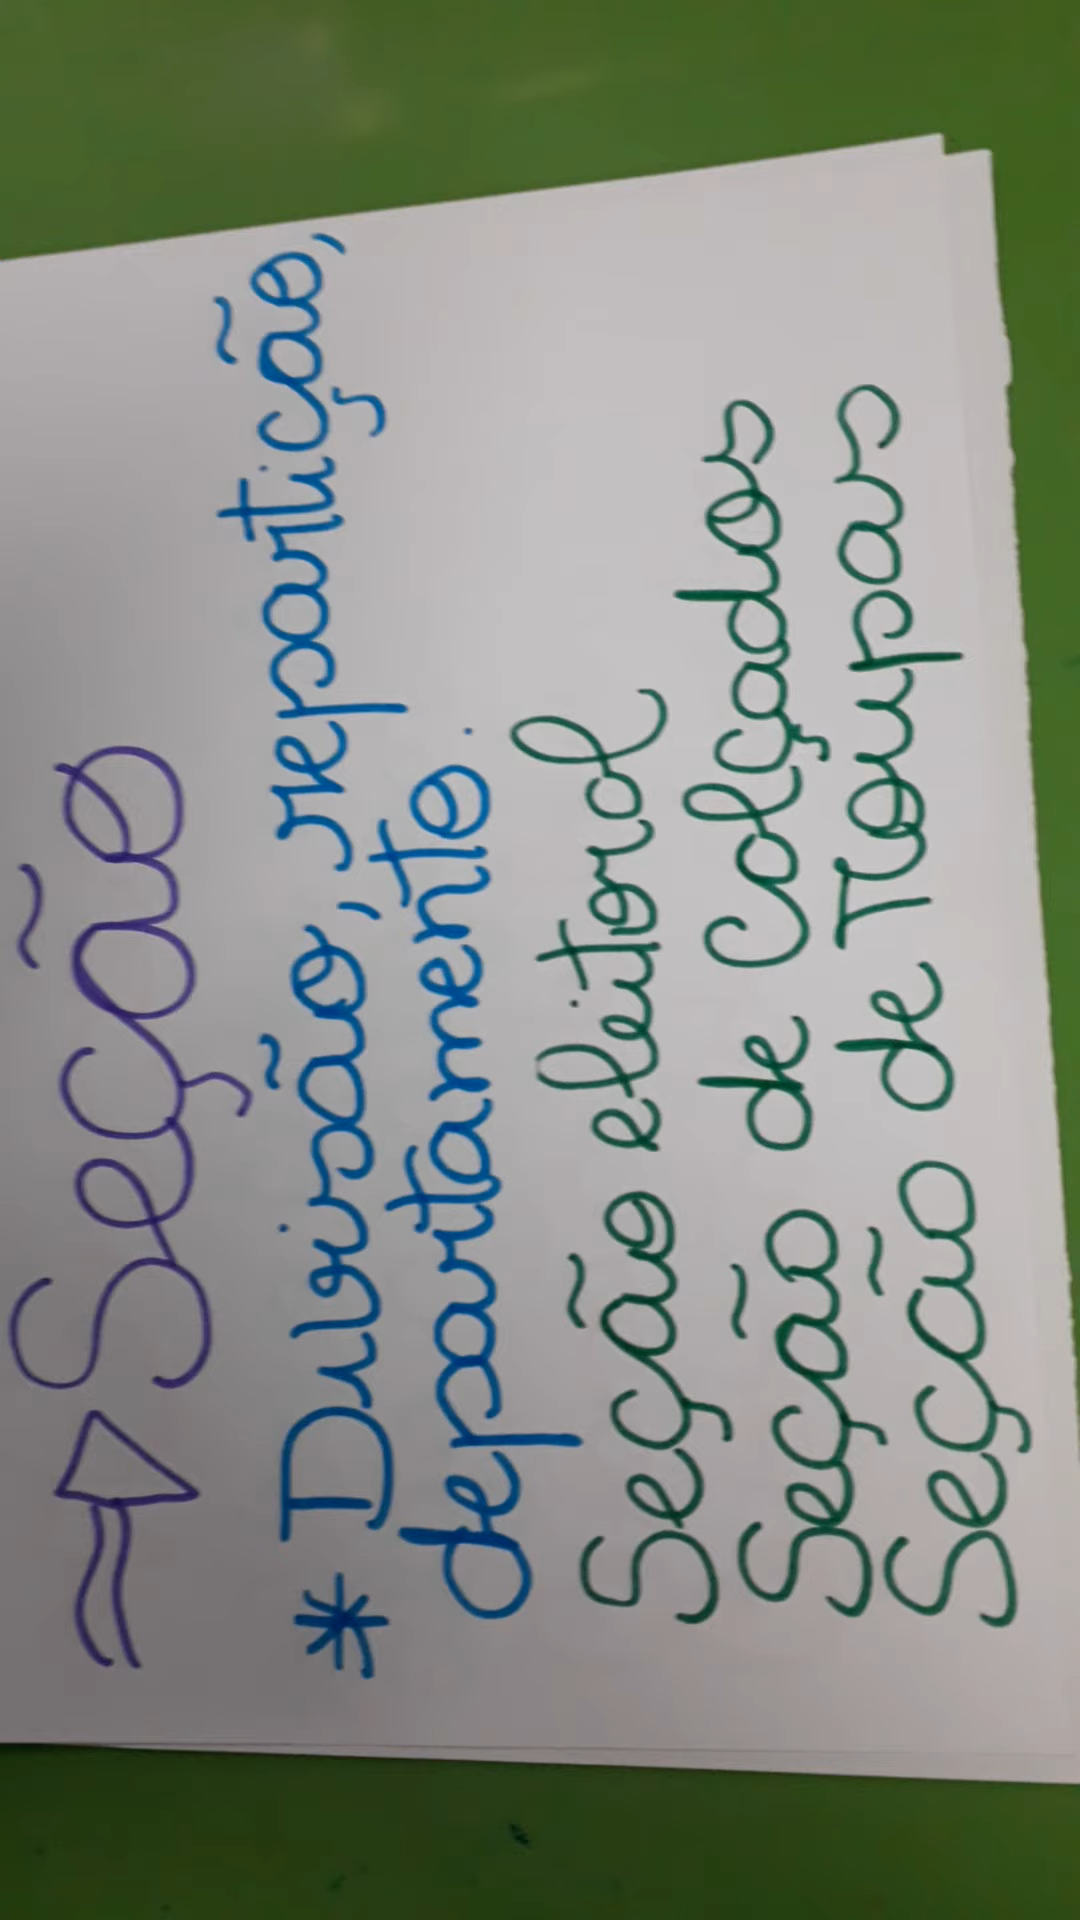 ⇒ Seção
* Divisão, repartição,
departamento.
Seção eleitoral
Seção de Calçados
Seção de Roupas